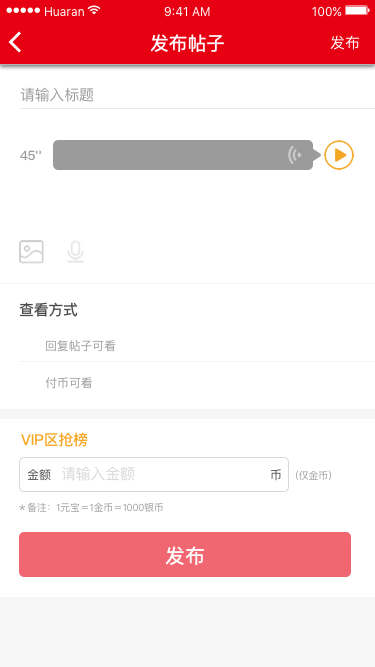 Huaran 9:41 AM 100%
发布帖子 发布
请输入标题
45''
查看方式
回复帖子可看
付币可看
VIP区抢榜
金额 请输入金额 币 (仅金币)
*备注：1元宝＝1金币＝1000银币
发布